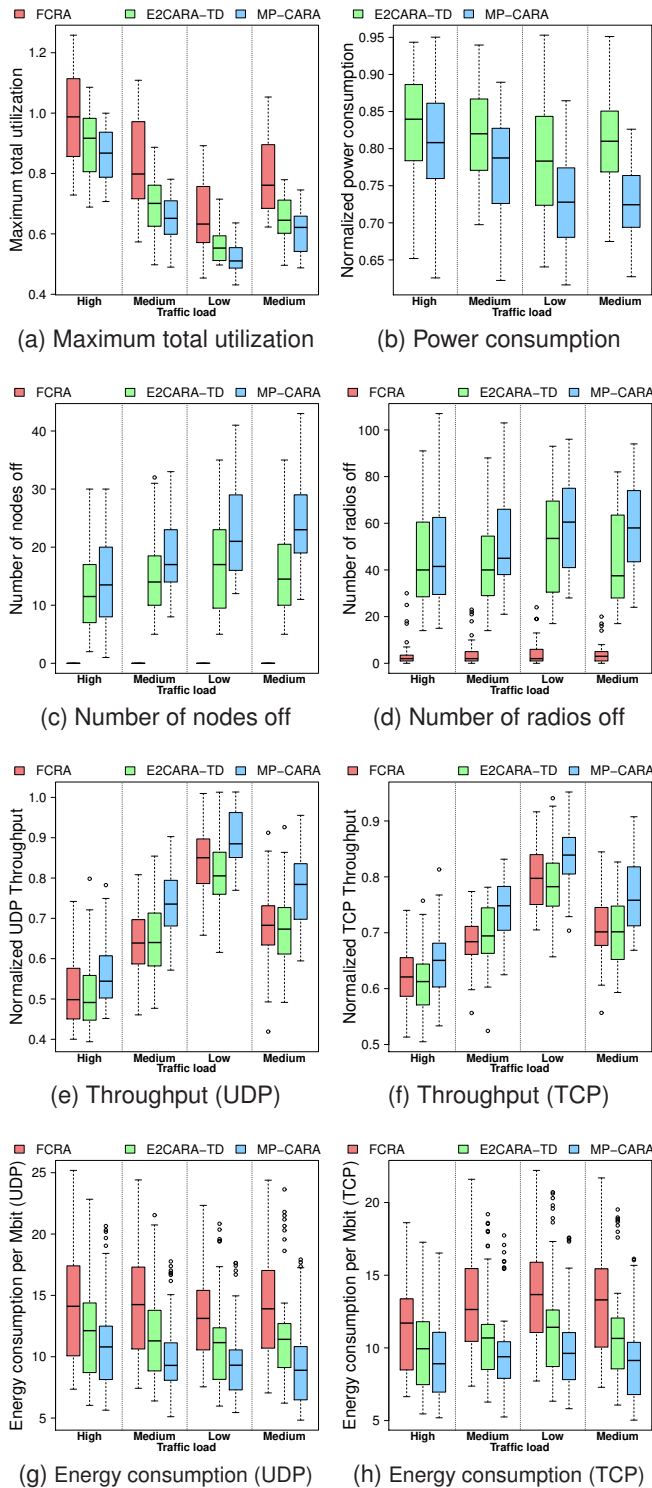 FCRA E2CARA−TD MP−CARA
Maximum total utilization
1.2
1.0
0.8
0.6
0.4
High Medium Low Medium
Traffic load
(a) Maximum total utilization
E2CARA−TD MP−CARA
Normalized power consumption
0.95
0.90
0.85
0.80
0.75
0.70
0.65
High Medium Low Medium
Traffic load
(b) Power consumption
FCRA E2CARA−TD MP−CARA
Number of nodes off
40
30
20
10
0
High Medium Low Medium
Traffic load
(c) Number of nodes off
FCRA E2CARA−TD MP−CARA
Number of radios off
100
80
60
40
20
0
High Medium Low Medium
Traffic load
(d) Number of radios off
FCRA E2CARA−TD MP−CARA
Normalized UDP Throughput
1.0
0.9
0.8
0.7
0.6
0.5
0.4
High Medium Low Medium
Traffic load
(e) Throughput (UDP)
FCRA E2CARA−TD MP−CARA
Normalized TCP Throughput
0.9
0.8
0.7
0.6
0.5
High Medium Low Medium
Traffic load
(f) Throughput (TCP)
FCRA E2CARA−TD MP−CARA
Energy consumption per Mbit (UDP)
25
20
15
10
5
High Medium Low Medium
Traffic load
(g) Energy consumption (UDP)
FCRA E2CARA−TD MP−CARA
Energy consumption per Mbit (TCP)
20
15
10
5
High Medium Low Medium
Traffic load
(h) Energy consumption (TCP)